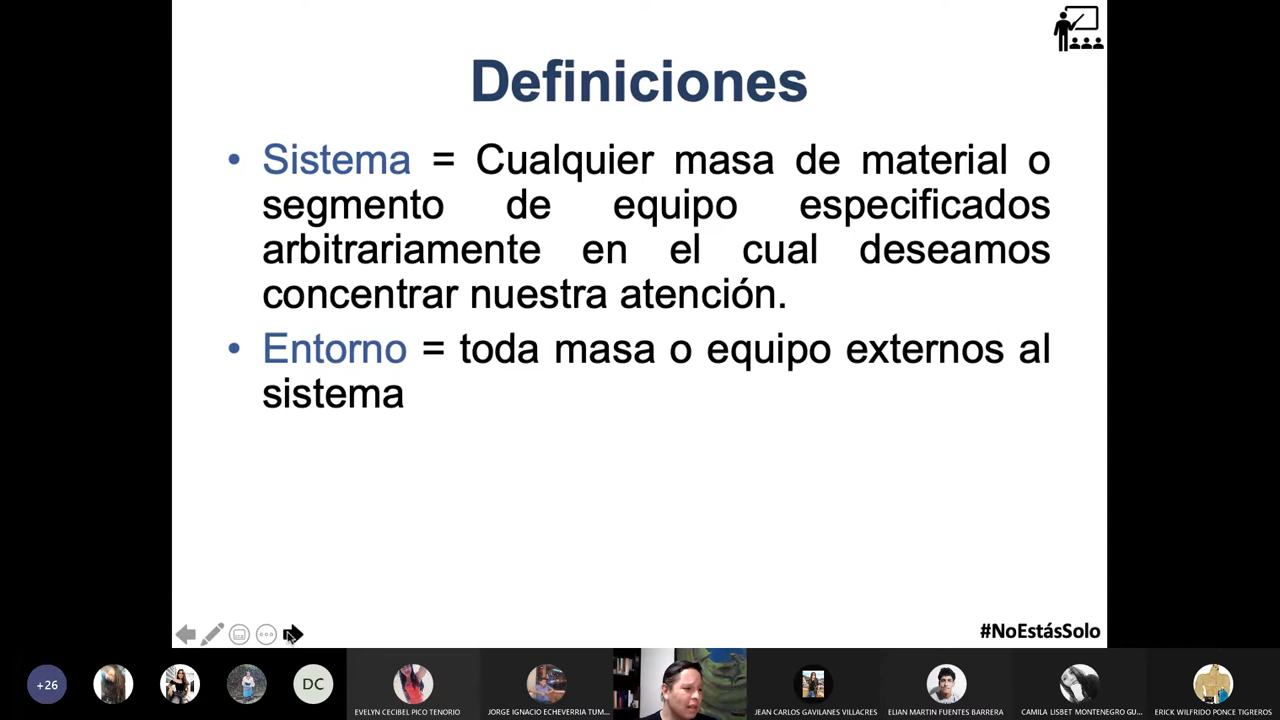 Definiciones
• Sistema = Cualquier masa de material o
segmento de equipo especificados
arbitrariamente en el cual deseamos
concentrar nuestra atención.
• Entorno = toda masa o equipo externos al
sistema
#NoEstásSolo
+26
DC
EVELYN CECIBEL PICO TENORIO
JORGE IGNACIO ECHEVERRIA TUM...
JEAN CARLOS GAVILANES VILLACRES
ELIAN MARTIN FUENTES BARRERA
CAMILA LISBET MONTENEGRO GU...
ERICK WILFRIDO PONCE TIGREROS